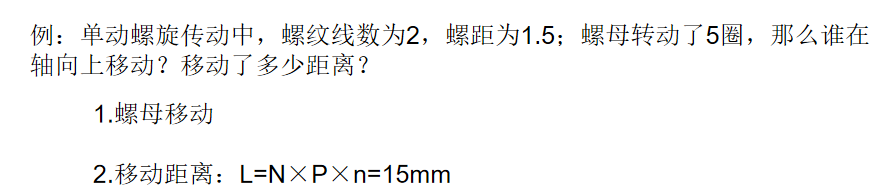 例：单动螺旋传动中，螺纹线数为2，螺距为1.5；螺母转动了5圈，那么谁在
轴向上移动？移动了多少距离？
1.螺母移动
2.移动距离：L=N×P×n=15mm